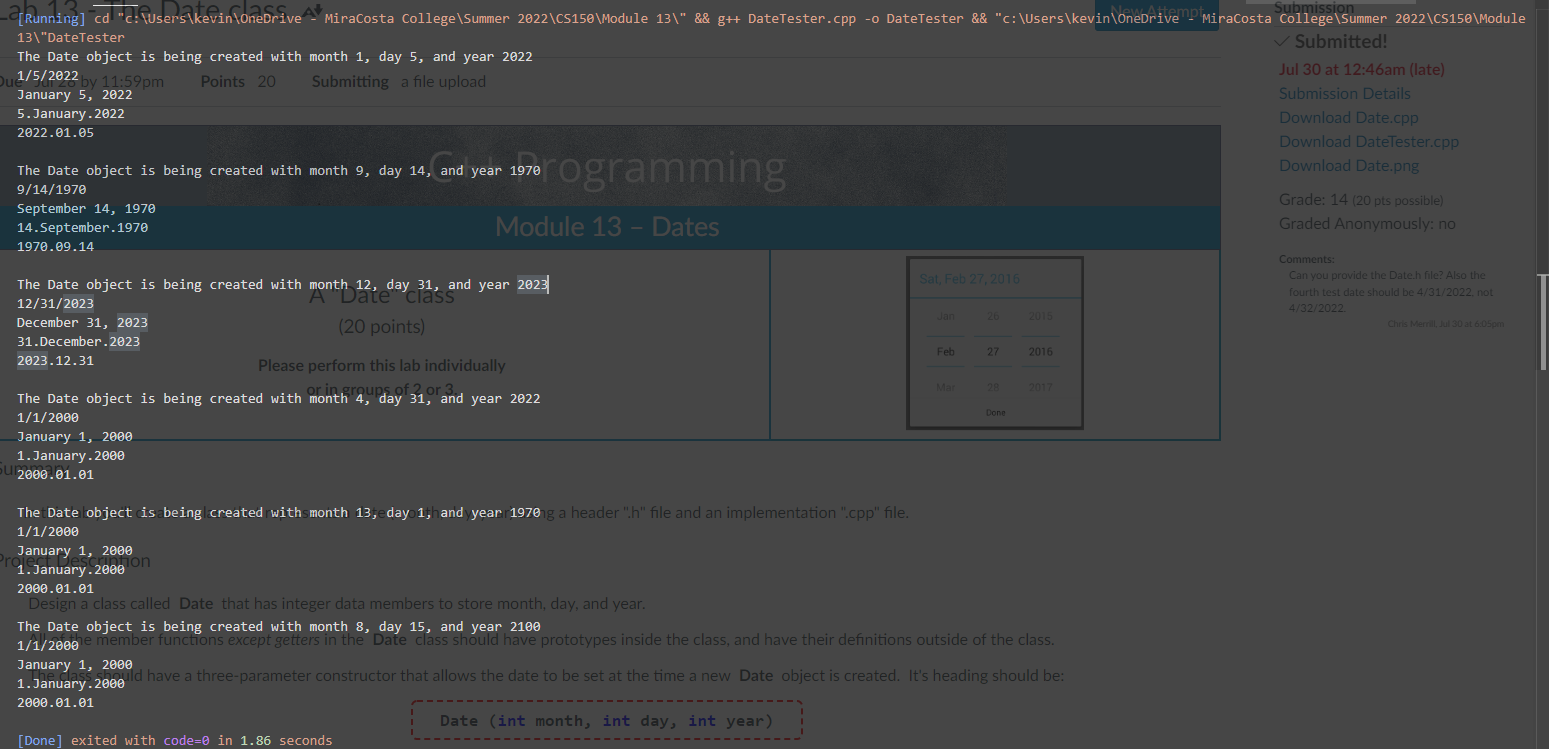 [Running] cd "c:\Users\kevin\OneDrive - MiraCosta College\Summer 2022\CS150\Module 13\" && g++ DateTester.cpp -o DateTester && "c:\Users\kevin\OneDrive - MiraCosta College\Summer 2022\CS150\Module
13\"DateTester
The Date object is being created with month 1, day 5, and year 2022
1/5/2022
January 5, 2022
5.January.2022
2022.01.05
The Date object is being created with month 9, day 14, and year 1970
9/14/1970
September 14, 1970
14.September.1970
1970.09.14
The Date object is being created with month 12, day 31, and year 2023
12/31/2023
December 31, 2023
31.December.2023
2023.12.31
The Date object is being created with month 4, day 31, and year 2022
1/1/2000
January 1, 2000
1.January.2000
2000.01.01
The Date object is being created with month 13, day 1, and year 1970
1/1/2000
January 1, 2000
1.January.2000
2000.01.01
The Date object is being created with month 8, day 15, and year 2100
1/1/2000
January 1, 2000
1.January.2000
2000.01.01
[Done] exited with code=0 in 1.86 seconds
Lab 13 - The Date class
New Attempt
Due Jul 28 by 11:59pm Points 20 Submitting a file upload
C++ Programming
Module 13 – Dates
A "Date" class
(20 points)
Please perform this lab individually
or in groups of 2 or 3.
Sat, Feb 27, 2016
Jan 26 2015
Feb 27 2016
Mar 28 2017
Done
Summary
a header ".h" file and an implementation ".cpp" file.
Project Description
Design a class called Date that has integer data members to store month, day, and year.
All of the member functions except getters in the Date class should have prototypes inside the class, and have their definitions outside of the class.
The class should have a three-parameter constructor that allows the date to be set at the time a new Date object is created. It's heading should be:
Date (int month, int day, int year)
Submission
Submitted!
Jul 30 at 12:46am (late)
Submission Details
Download Date.cpp
Download DateTester.cpp
Download Date.png
Grade: 14 (20 pts possible)
Graded Anonymously: no
Comments:
Can you provide the Date.h file? Also the
fourth test date should be 4/31/2022, not
4/32/2022.
Chris Merrill, Jul 30 at 6:05pm